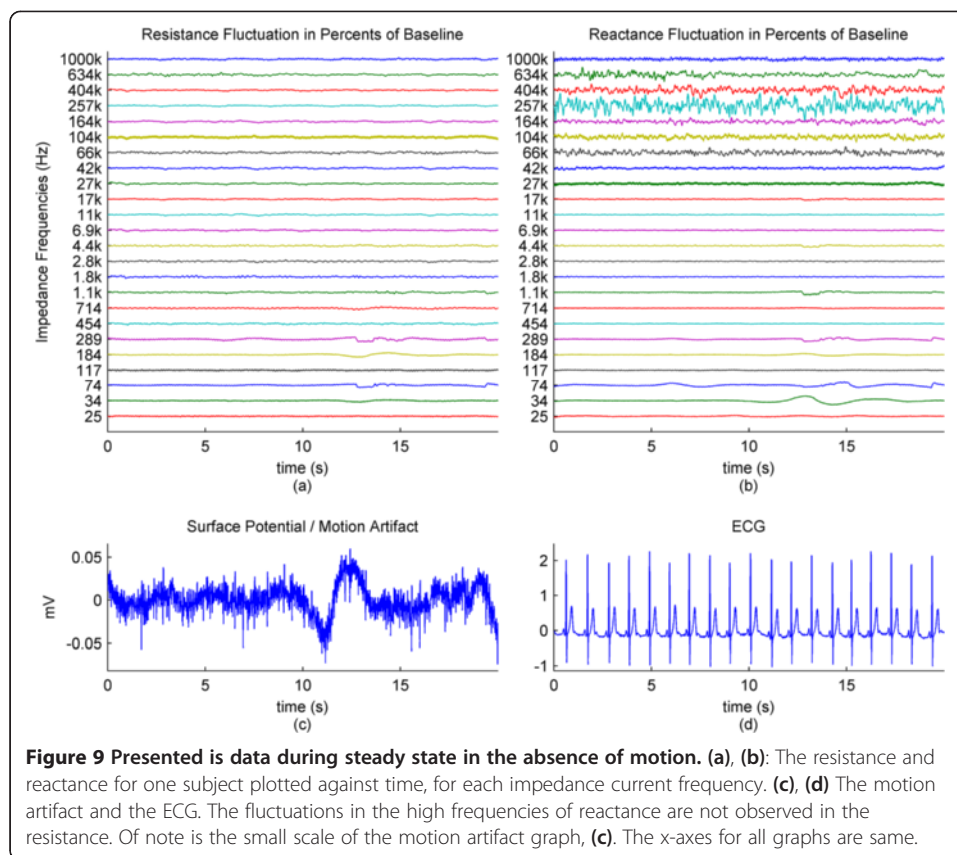 Resistance Fluctuation in Percents of Baseline
Impedance Frequencies (Hz)
1000k
634k
404k
257k
164k
104k
66k
42k
27k
17k
11k
6.9k
4.4k
2.8k
1.8k
1.1k
714
454
289
184
117
74
34
25
0 5 10 15
time (s)
(a)
Reactance Fluctuation in Percents of Baseline
1000k
634k
404k
257k
164k
104k
66k
42k
27k
17k
11k
6.9k
4.4k
2.8k
1.8k
1.1k
714
454
289
184
117
74
34
25
0 5 10 15
time (s)
(b)
Surface Potential / Motion Artifact
mV
0.05
0
-0.05
0 5 10 15
time (s)
(c)
ECG
2
1
0
-1
0 5 10 15
time (s)
(d)
Figure 9 Presented is data during steady state in the absence of motion. (a), (b): The resistance and
reactance for one subject plotted against time, for each impedance current frequency. (c), (d) The motion
artifact and the ECG. The fluctuations in the high frequencies of reactance are not observed in the
resistance. Of note is the small scale of the motion artifact graph, (c). The x-axes for all graphs are same.